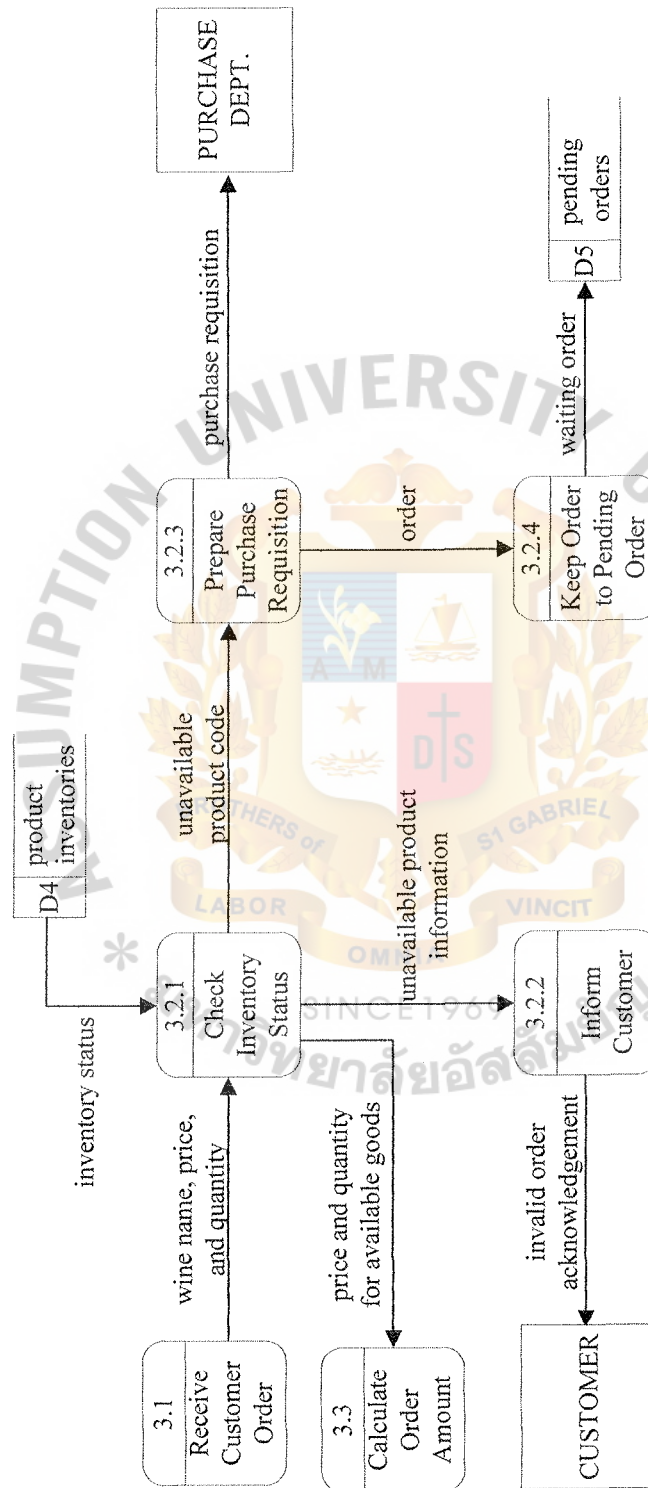 D4
product
inventories
inventory status
3.1
Receive
Customer
Order
wine name, price,
and quantity
3.2.1
Check
Inventory
Status
unavailable
product code
3.2.3
Prepare
Purchase
Requisition
purchase requisition
PURCHASE
DEPT.
3.3
Calculate
Order
Amount
price and quantity
for available goods
unavailable product
information
order
CUSTOMER
invalid order
acknowledgement
3.2.2
Inform
Customer
3.2.4
Keep Order
to Pending
Order
waiting order
D5
pending
orders
UNIVERSITY
A M
D S
BROTHERS of
ST GABRIEL
LABOR
OMNIA
VINCIT
SINCE 1969